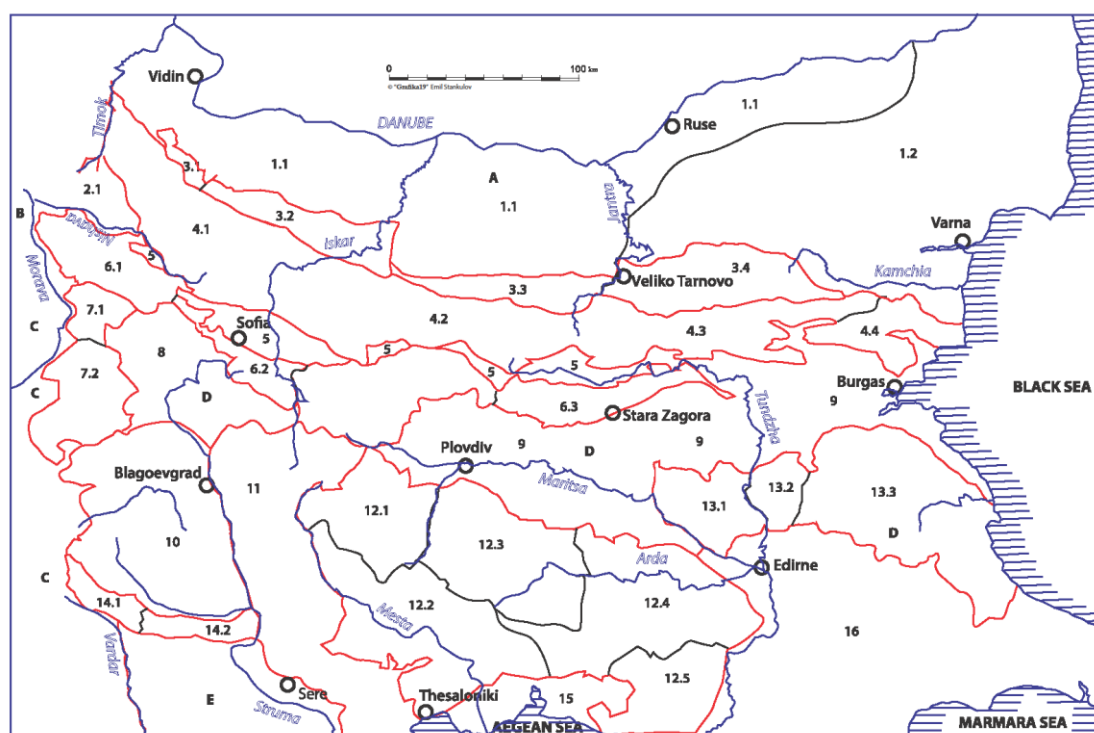 Vidin
0 100 km
© "Grafika19" Emil Stankulov
1.1
Ruse
Timok
DANUBE
3.1
1.1
1.2
A
2.1
1.1
Jantra
B
3.2
4.1
Nishava
Iskar
Varna
5
6.1
3.4
Kamchia
Morava
Veliko Tarnovo
3.3
7.1
4.2
C
Sofia
5
4.3
4.4
8
5
5
7.2
6.2
5
Burgas
BLACK SEA
C
D
6.3
9
Stara Zagora
Tundzha
9
D
9
Plovdiv
Blagoevgrad
11
Maritsa
13.2
13.3
12.1
13.1
10
D
12.3
Arda
Edirne
C
14.1
12.2
12.4
14.2
Mesta
16
Vardar
12.5
Sere
E
Thesaloniki
15
Struma
AEGEAN SEA
MARMARA SEA